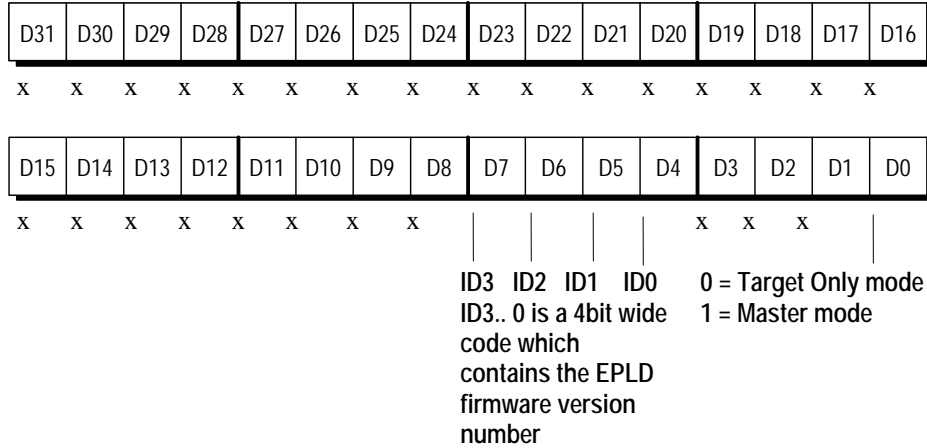 D31 D30 D29 D28 D27 D26 D25 D24 D23 D22 D21 D20 D19 D18 D17 D16
x x x x x x x x x x x x x x x x
D15 D14 D13 D12 D11 D10 D9 D8 D7 D6 D5 D4 D3 D2 D1 D0
x x x x x x x x x x x
ID3 ID2 ID1 ID0 0 = Target Only mode
ID3.. 0 is a 4bit wide 1 = Master mode
code which
contains the EPLD
firmware version
number